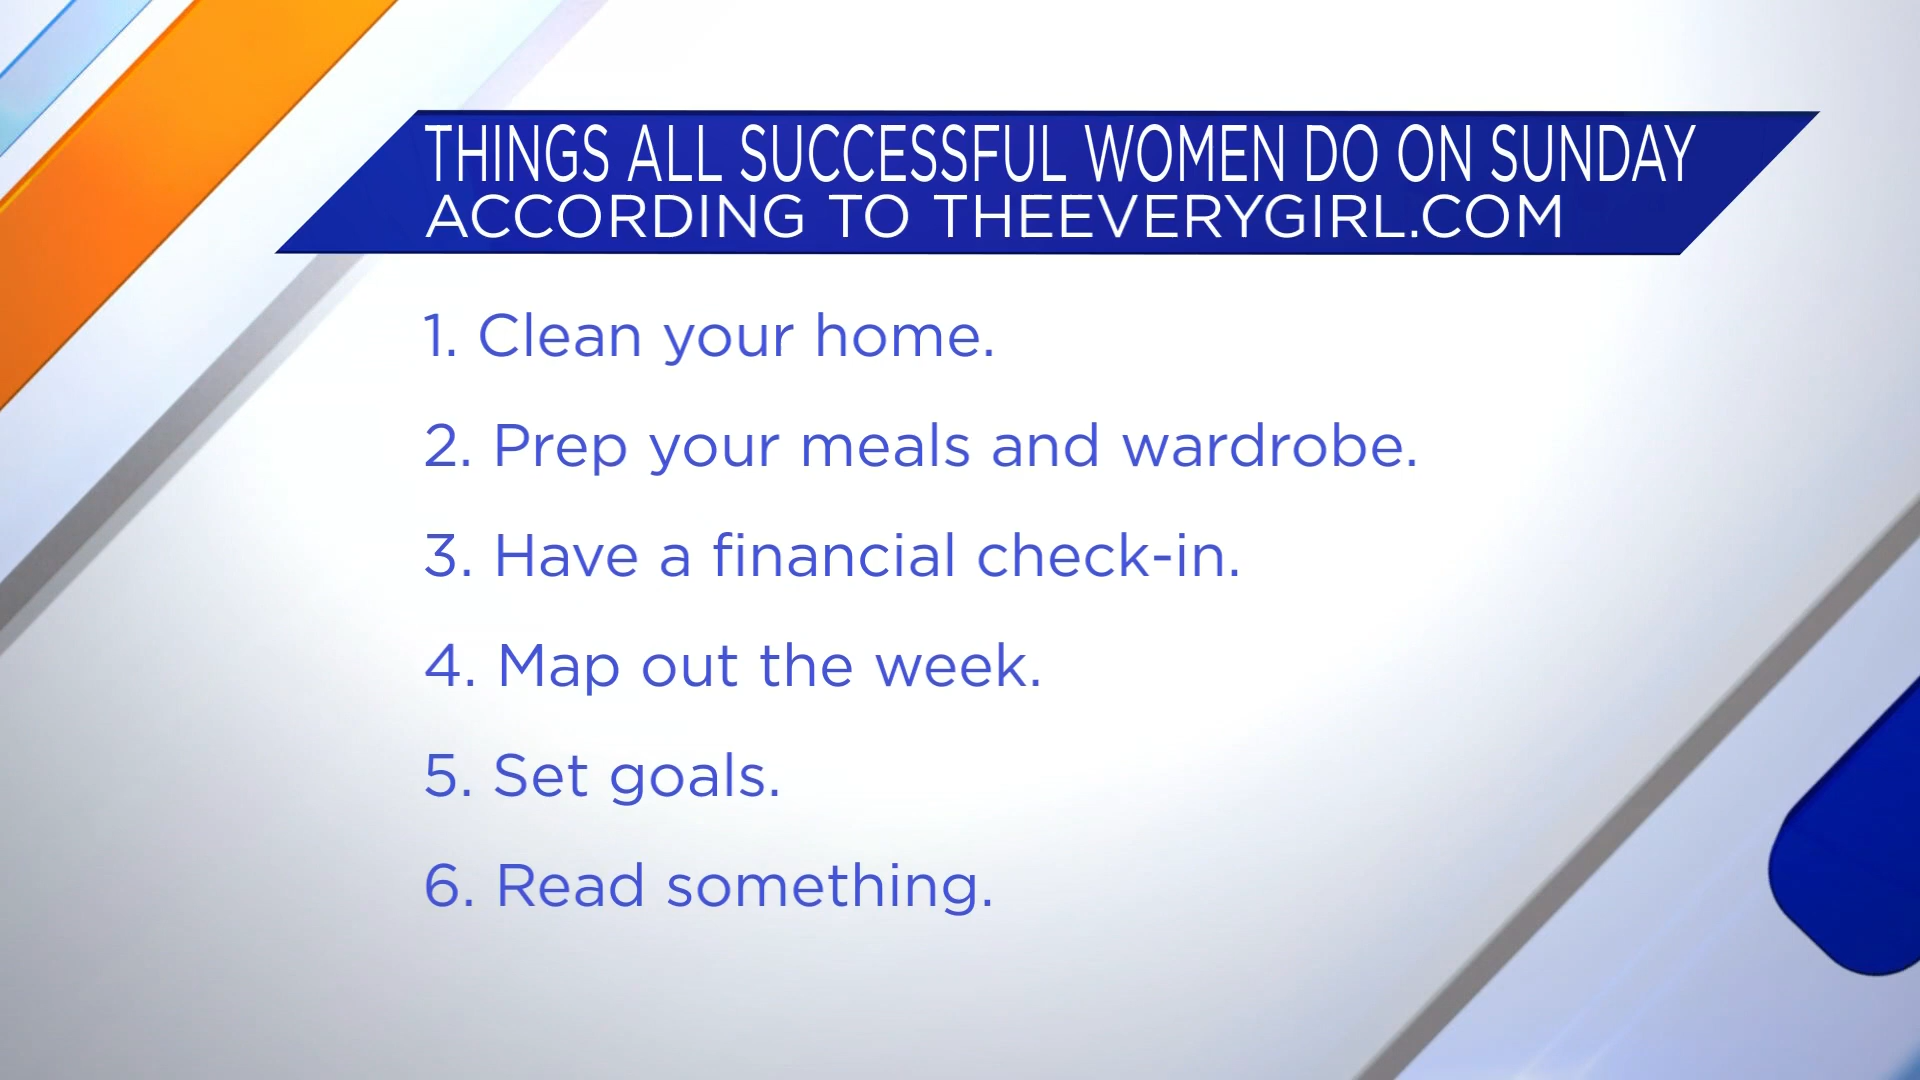 THINGS ALL SUCCESSFUL WOMEN DO ON SUNDAY
ACCORDING TO THEEVERYGIRL.COM
1. Clean your home.
2. Prep your meals and wardrobe.
3. Have a financial check-in.
4. Map out the week.
5. Set goals.
6. Read something.